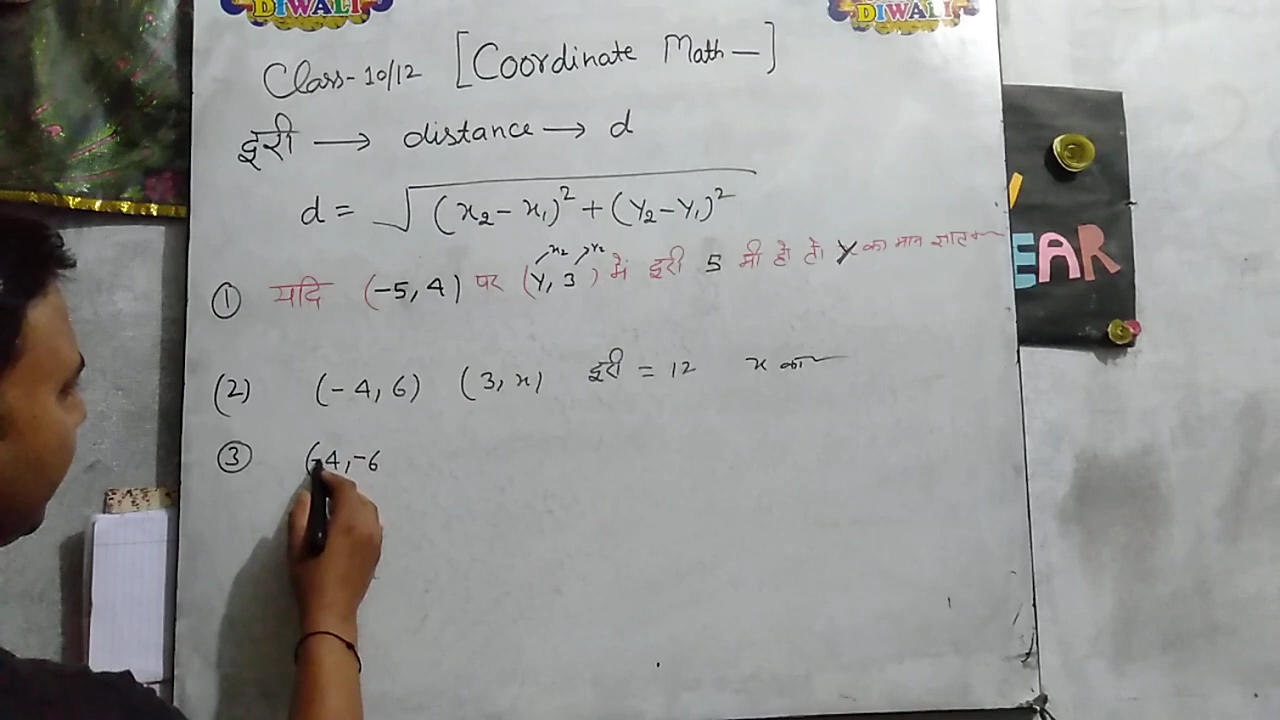 DIWALI DIWALI
Class-10/12 [Coordinate Math-]
दूरी → distance → d
d = √(x₂-x₁)² + (y₂-y₁)²
x₂ y₂
① यदि (-5, 4) पर (y, 3) में दूरी 5 मी हो तो y का मान ज्ञात
(2) (-4, 6) (3, x) दूरी = 12 x का
③ (-4, -6
EAR